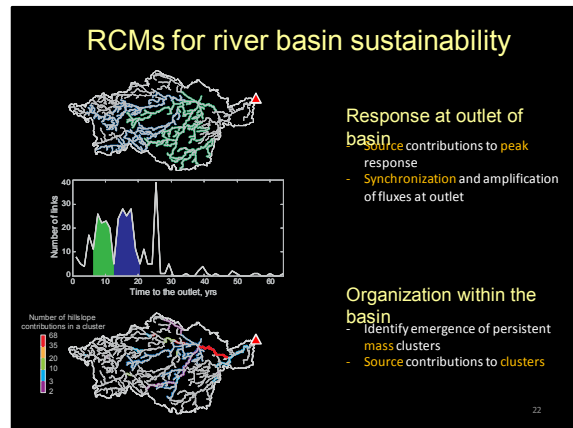 RCMs for river basin sustainability
Response at outlet of
basin
- Source contributions to peak
response
- Synchronization and amplification
of fluxes at outlet
Number of links
40
30
20
10
0
0 10 20 30 40 50 60
Time to the outlet, yrs
Organization within the
basin
- Identify emergence of persistent
mass clusters
- Source contributions to clusters
Number of hillslope
contributions in a cluster
68
35
20
10
3
2
22